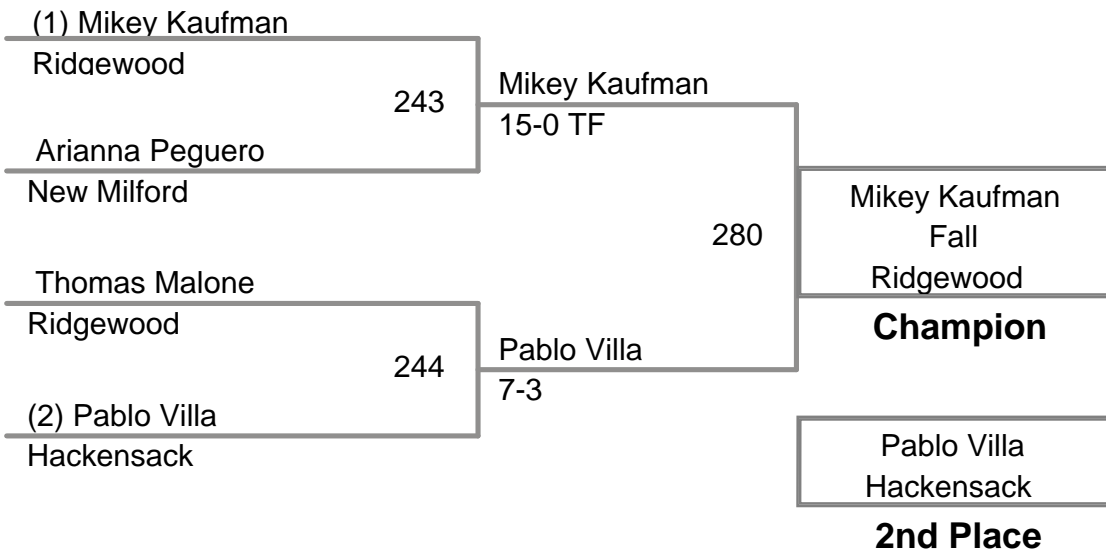 (1) Mikey Kaufman
Ridgewood
243
Arianna Peguero
New Milford
Mikey Kaufman
15-0 TF
Thomas Malone
Ridgewood
244
(2) Pablo Villa
Hackensack
Pablo Villa
7-3
280
Mikey Kaufman
Fall
Ridgewood
Champion
Pablo Villa
Hackensack
2nd Place